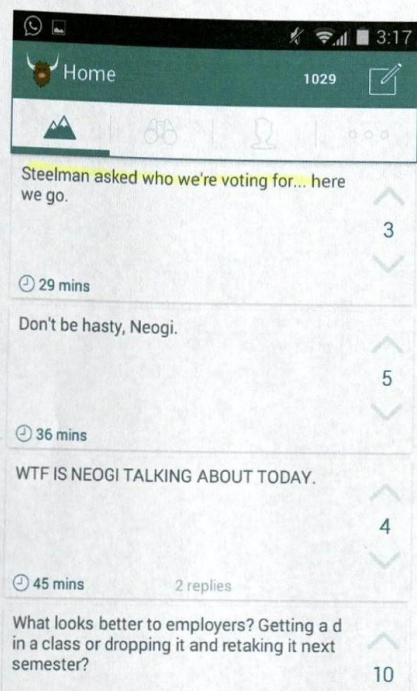 3:17
Home
1029
Steelman asked who we're voting for... here
we go.
3
29 mins
Don't be hasty, Neogi.
5
36 mins
WTF IS NEOGI TALKING ABOUT TODAY.
4
45 mins
2 replies
What looks better to employers? Getting a d
in a class or dropping it and retaking it next
semester?
10